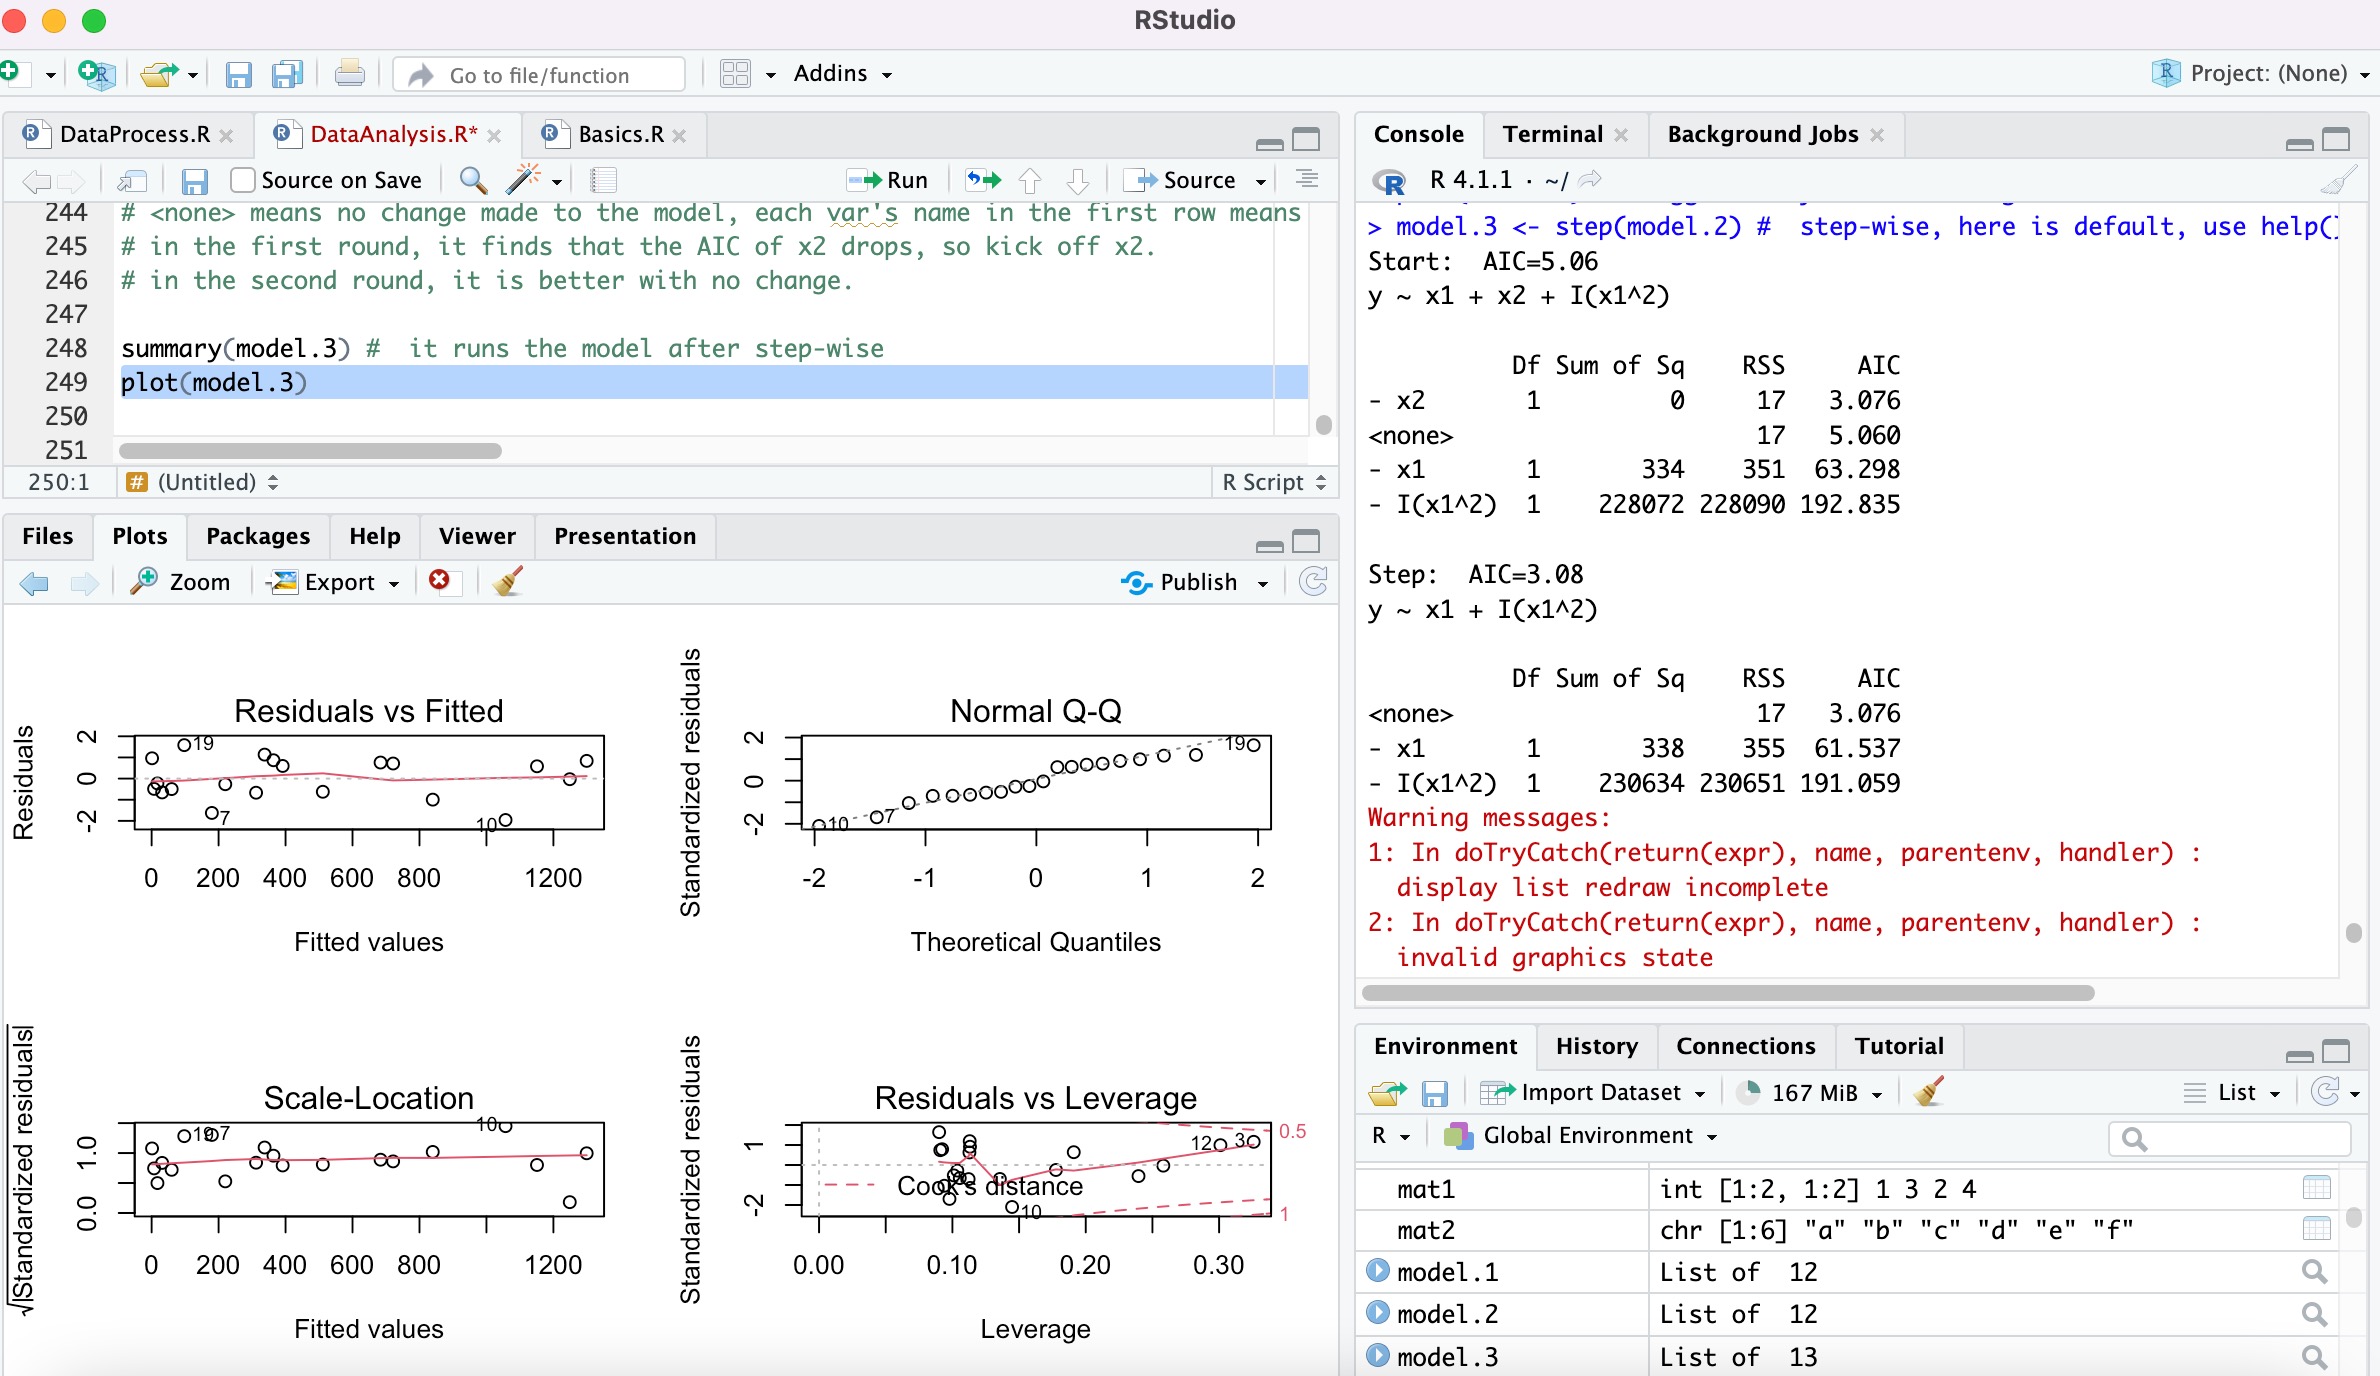 RStudio
Go to file/function
Addins
Project: (None)
DataProcess.R
DataAnalysis.R*
Basics.R
Source on Save
Run
Source
244 # <none> means no change made to the model, each var's name in the first row means
245 # in the first round, it finds that the AIC of x2 drops, so kick off x2.
246 # in the second round, it is better with no change.
247
248 summary(model.3) #  it runs the model after step-wise
249 plot(model.3)
250
251
250:1 # (Untitled) R Script
Files Plots Packages Help Viewer Presentation
Zoom Export Publish
Residuals vs Fitted
Residuals
2
0
-2
19
7
10
0 200 400 600 800 1200
Fitted values
Normal Q-Q
Standardized residuals
2
0
-2
19
7
10
-2 -1 0 1 2
Theoretical Quantiles
Scale-Location
√|Standardized residuals|
1.0
0.0
19
7
10
0 200 400 600 800 1200
Fitted values
Residuals vs Leverage
Standardized residuals
1
-2
12
3
10
Cook's distance
0.5
1
0.00 0.10 0.20 0.30
Leverage
Console Terminal Background Jobs
R 4.1.1 · ~/
> model.3 <- step(model.2) #  step-wise, here is default, use help()
Start:  AIC=5.06
y ~ x1 + x2 + I(x1^2)
Df Sum of Sq RSS AIC
- x2 1 0 17 3.076
<none> 17 5.060
- x1 1 334 351 63.298
- I(x1^2) 1 228072 228090 192.835
Step:  AIC=3.08
y ~ x1 + I(x1^2)
Df Sum of Sq RSS AIC
<none> 17 3.076
- x1 1 338 355 61.537
- I(x1^2) 1 230634 230651 191.059
Warning messages:
1: In doTryCatch(return(expr), name, parentenv, handler) :
display list redraw incomplete
2: In doTryCatch(return(expr), name, parentenv, handler) :
invalid graphics state
Environment History Connections Tutorial
Import Dataset 167 MiB List
R Global Environment
mat1 int [1:2, 1:2] 1 3 2 4
mat2 chr [1:6] "a" "b" "c" "d" "e" "f"
model.1 List of  12
model.2 List of  12
model.3 List of  13